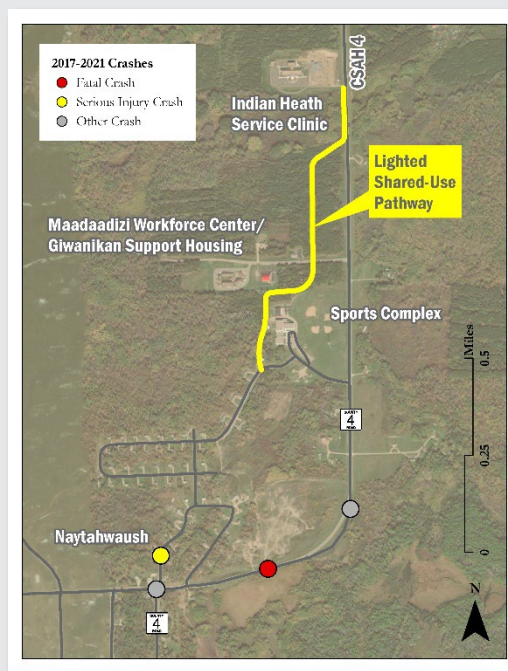 2017-2021 Crashes
Fatal Crash
Serious Injury Crash
Other Crash
CSAH 4
Indian Heath
Service Clinic
Lighted
Shared-Use
Pathway
Maadaadizi Workforce Center/
Giwanikan Support Housing
Sports Complex
Miles
0.5
4
0.25
Naytahwaush
0
N
4